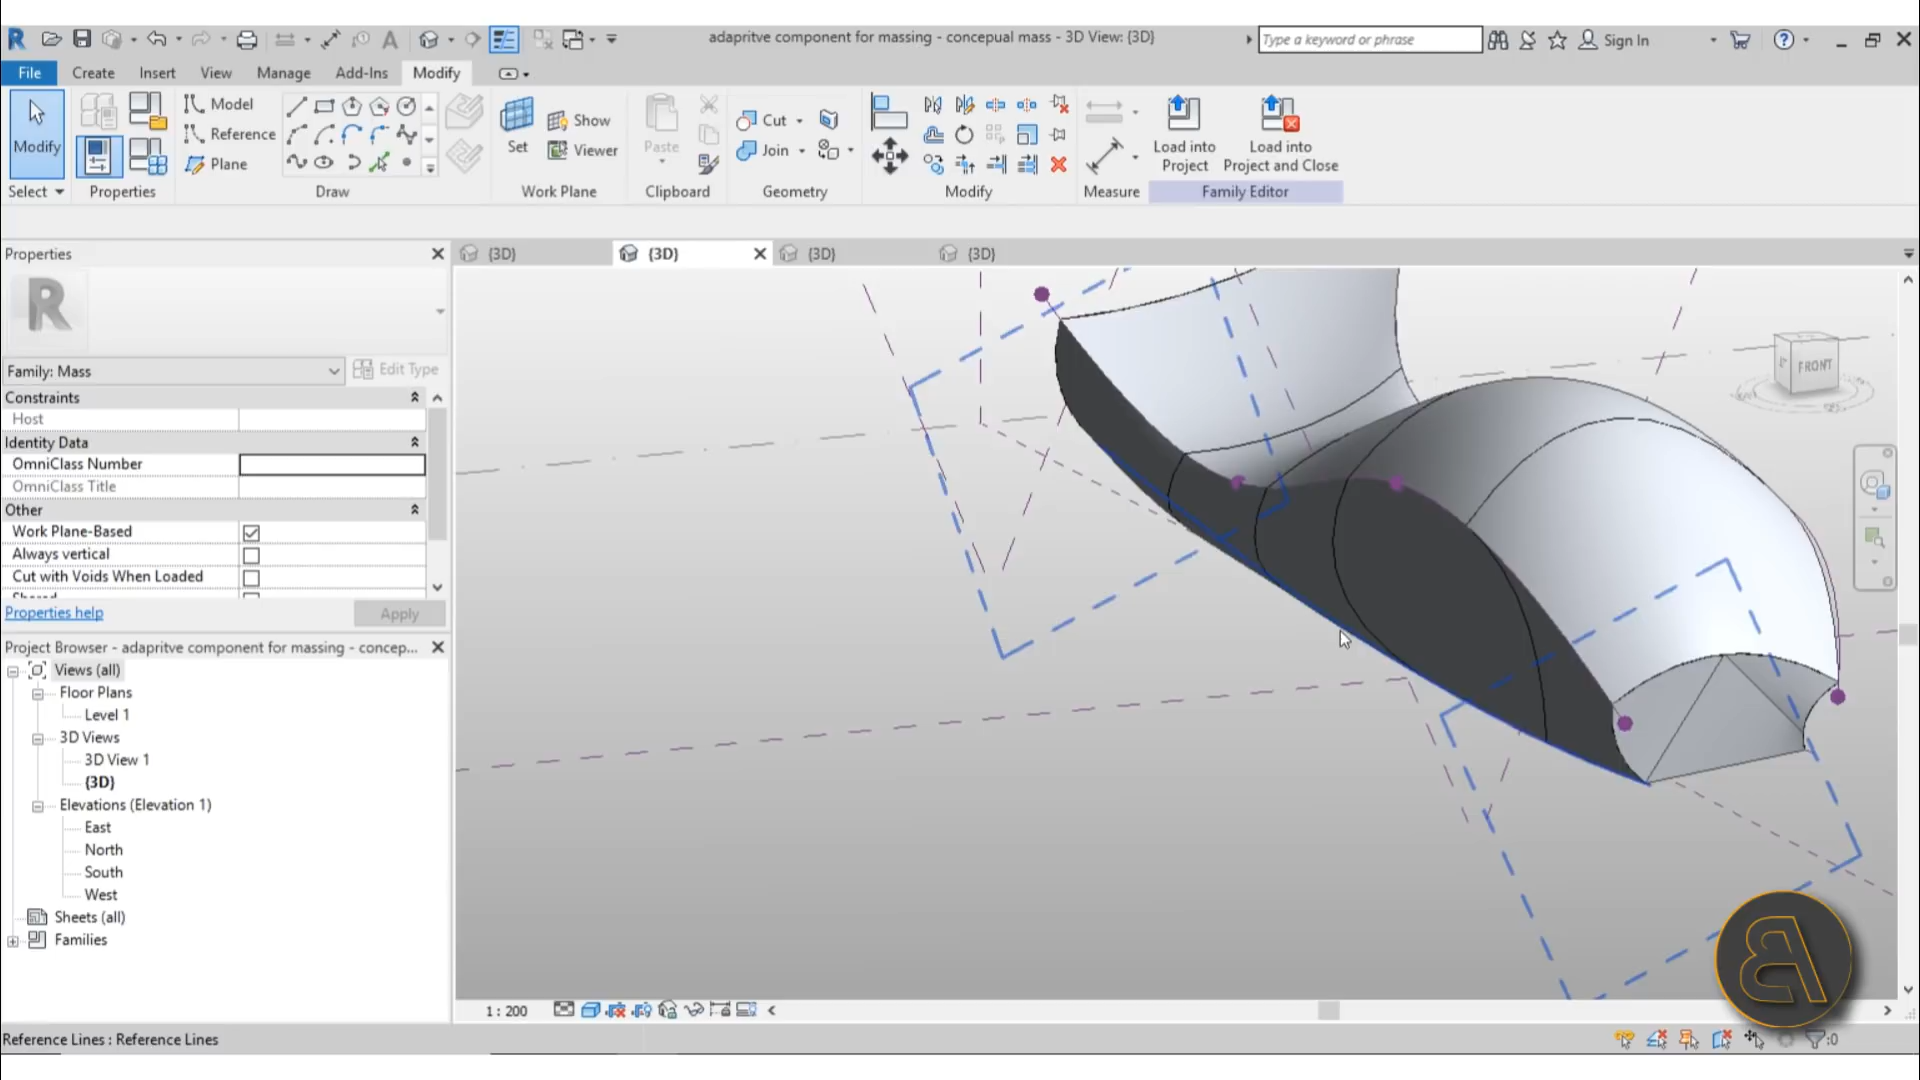 adapritve component for massing - concepual mass - 3D View: {3D}
Type a keyword or phrase
Sign In
File
Create
Insert
View
Manage
Add-Ins
Modify
Modify
Model
Reference
Plane
Set
Show
Viewer
Paste
Cut
Join
Load into
Project
Load into
Project and Close
Select
Properties
Draw
Work Plane
Clipboard
Geometry
Modify
Measure
Family Editor
Properties
{3D}
{3D}
{3D}
{3D}
R
Family: Mass
Edit Type
Constraints
Host
Identity Data
OmniClass Number
OmniClass Title
Other
Work Plane-Based
Always vertical
Cut with Voids When Loaded
Shared
Properties help
Apply
FRONT
Project Browser - adapritve component for massing - concep...
Views (all)
Floor Plans
Level 1
3D Views
3D View 1
{3D}
Elevations (Elevation 1)
East
North
South
West
Sheets (all)
Families
1 : 200
Reference Lines : Reference Lines
:0